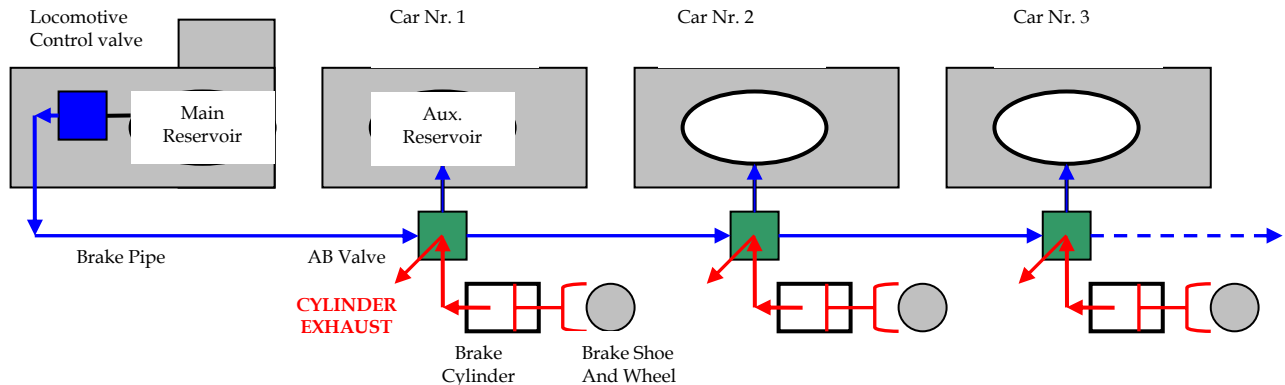 Locomotive
Control valve
Car Nr. 1
Car Nr. 2
Car Nr. 3
Main
Reservoir
Aux.
Reservoir
Brake Pipe
AB Valve
CYLINDER
EXHAUST
Brake
Cylinder
Brake Shoe
And Wheel